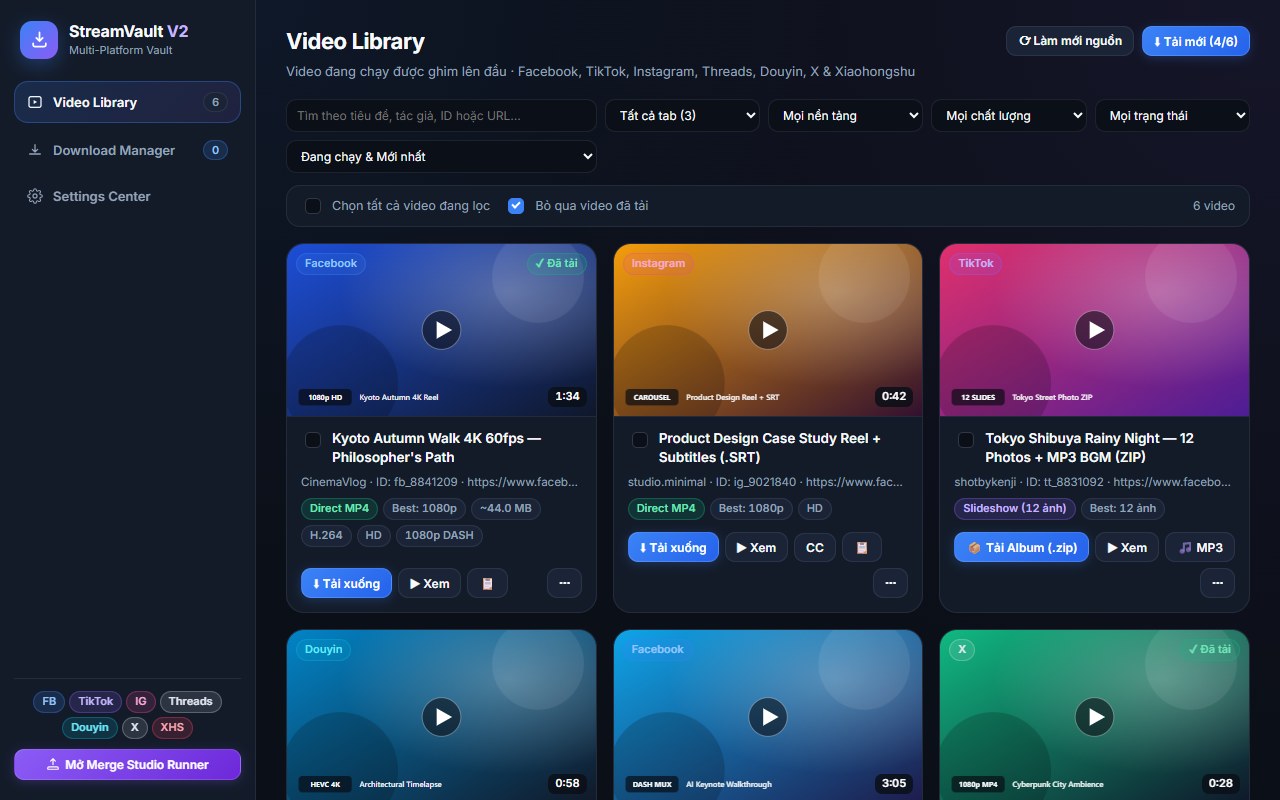 StreamVault V2
Multi-Platform Vault
Video Library 6
Download Manager 0
Settings Center
FB TikTok IG Threads
Douyin X XHS
Mở Merge Studio Runner
Video Library
Làm mới nguồn
Tải mới (4/6)
Video đang chạy được ghim lên đầu · Facebook, TikTok, Instagram, Threads, Douyin, X & Xiaohongshu
Tìm theo tiêu đề, tác giả, ID hoặc URL...
Tất cả tab (3)
Mọi nền tảng
Mọi chất lượng
Mọi trạng thái
Đang chạy & Mới nhất
Chọn tất cả video đang lọc
Bỏ qua video đã tải
6 video
Facebook
✓ Đã tải
1080p HD Kyoto Autumn 4K Reel 1:34
Kyoto Autumn Walk 4K 60fps —
Philosopher's Path
CinemaVlog · ID: fb_8841209 · https://www.faceb...
Direct MP4 Best: 1080p ~44.0 MB
H.264 HD 1080p DASH
⬇ Tải xuống ▶ Xem 📋 ···
Instagram
CAROUSEL Product Design Reel + SRT 0:42
Product Design Case Study Reel +
Subtitles (.SRT)
studio.minimal · ID: ig_9021840 · https://www.fac...
Direct MP4 Best: 1080p HD
⬇ Tải xuống ▶ Xem CC 📋
···
TikTok
12 SLIDES Tokyo Street Photo ZIP
Tokyo Shibuya Rainy Night — 12
Photos + MP3 BGM (ZIP)
shotbykenji · ID: tt_8831092 · https://www.facebo...
Slideshow (12 ảnh) Best: 12 ảnh
📦 Tải Album (.zip) ▶ Xem 🎵 MP3
···
Douyin
HEVC 4K Architectural Timelapse 0:58
Facebook
DASH MUX AI Keynote Walkthrough 3:05
X
✓ Đã tải
1080p MP4 Cyberpunk City Ambience 0:28